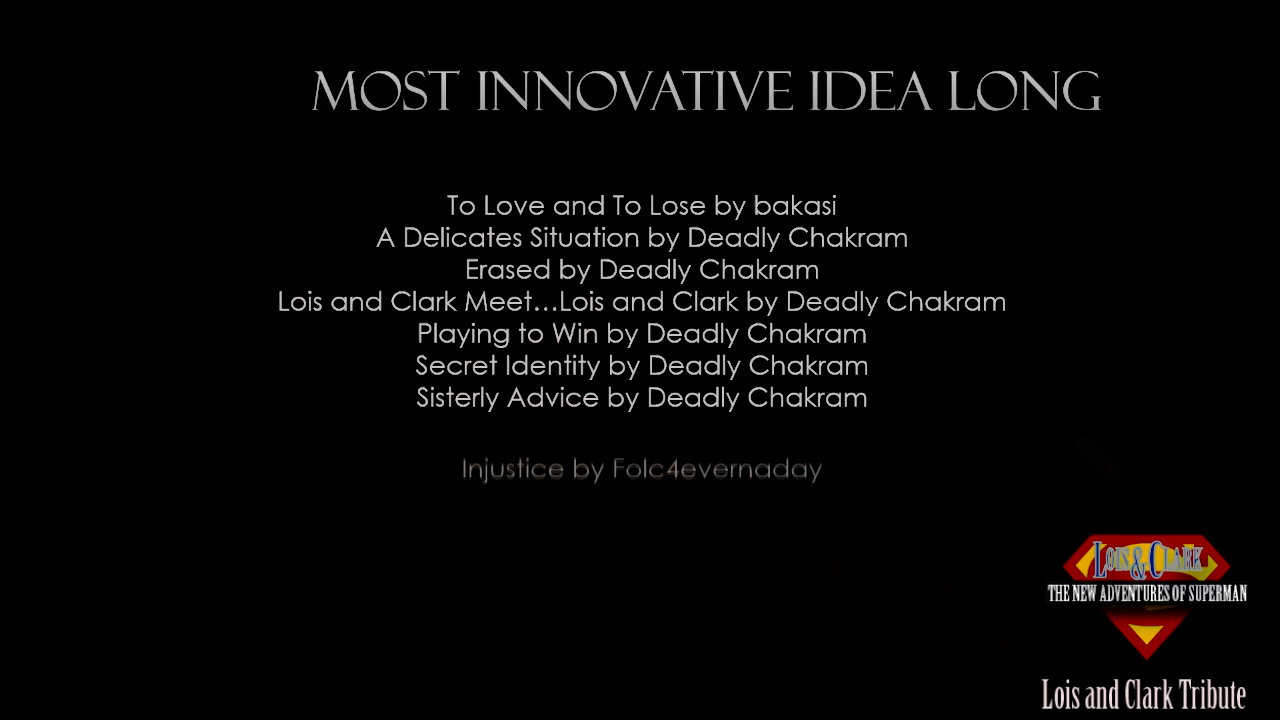 MOST INNOVATIVE IDEA LONG
To Love and To Lose by bakasi
A Delicates Situation by Deadly Chakram
Erased by Deadly Chakram
Lois and Clark Meet...Lois and Clark by Deadly Chakram
Playing to Win by Deadly Chakram
Secret Identity by Deadly Chakram
Sisterly Advice by Deadly Chakram
Injustice by Folc4evernaday
LOIS & CLARK
THE NEW ADVENTURES OF SUPERMAN
Lois and Clark Tribute